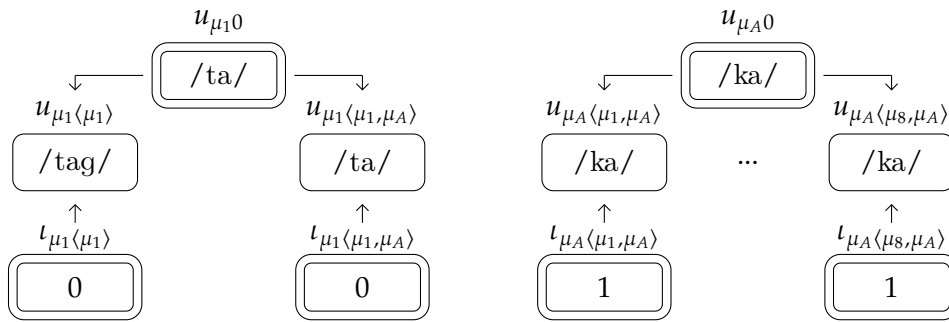 u_{μ_1 0} u_{μ_A 0}
/ta/ /ka/
u_{μ_1⟨μ_1⟩} u_{μ_1⟨μ_1,μ_A⟩} u_{μ_A⟨μ_1,μ_A⟩} u_{μ_A⟨μ_8,μ_A⟩}
/tag/ /ta/ /ka/ ... /ka/
ι_{μ_1⟨μ_1⟩} ι_{μ_1⟨μ_1,μ_A⟩} ι_{μ_A⟨μ_1,μ_A⟩} ι_{μ_A⟨μ_8,μ_A⟩}
0 0 1 1